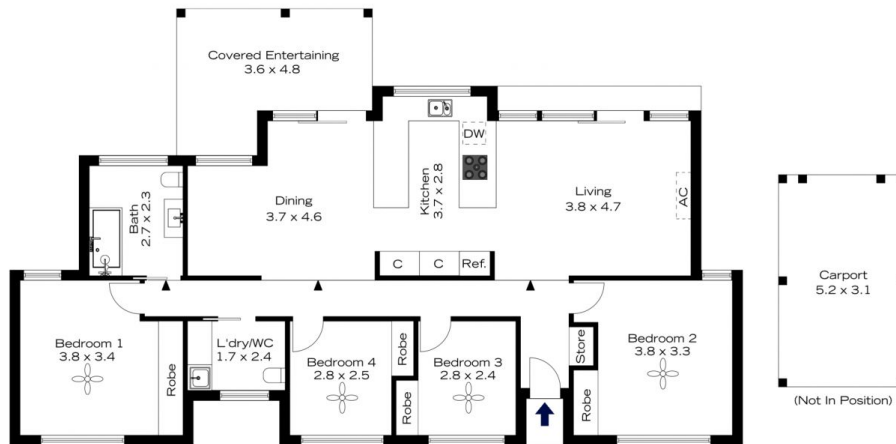 Covered Entertaining
3.6 x 4.8
DW
Bath
2.7 x 2.3
Dining
3.7 x 4.6
Kitchen
3.7 x 2.8
Living
3.8 x 4.7
AC
C
C
Ref.
Carport
5.2 x 3.1
(Not In Position)
Bedroom 1
3.8 x 3.4
Robe
L'dry/WC
1.7 x 2.4
Bedroom 4
2.8 x 2.5
Robe
Robe
Bedroom 3
2.8 x 2.4
Store
Robe
Bedroom 2
3.8 x 3.3